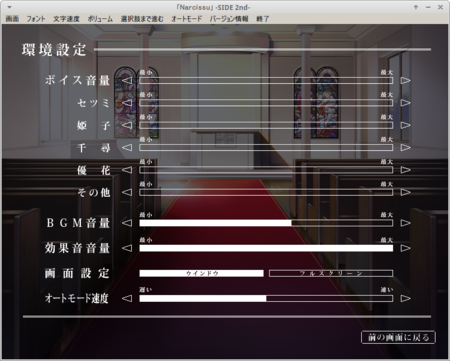 「Narcissu」-SIDE 2nd-
画面 フォント 文字速度 ボリューム 選択肢まで進む オートモード バージョン情報 終了
環境設定
最小 最大
ボイス音量
最小 最大
セツミ
最小 最大
姫子
最小 最大
千尋
最小 最大
優花
最小 最大
その他
最小 最大
BGM音量
最小 最大
効果音音量
画面設定 ウインドウ フルスクリーン
遅い 速い
オートモード速度
前の画面に戻る